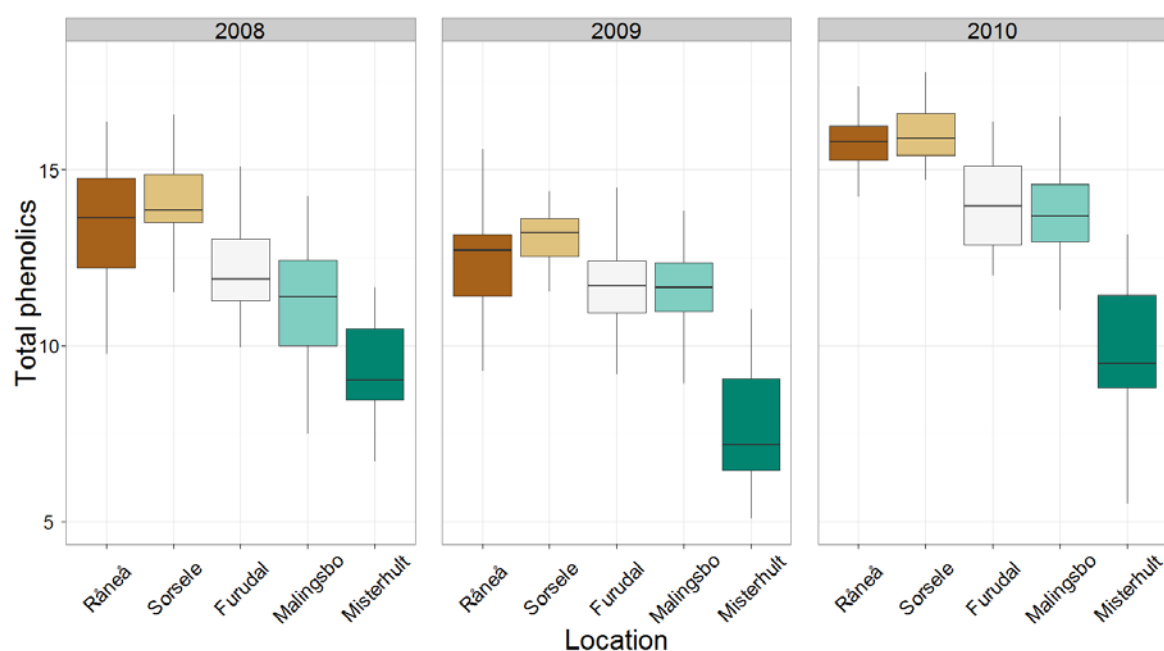 2008 2009 2010
Total phenolics
15
10
5
Råneå Sorsele Furudal Malingsbo Misterhult Råneå Sorsele Furudal Malingsbo Misterhult Råneå Sorsele Furudal Malingsbo Misterhult
Location